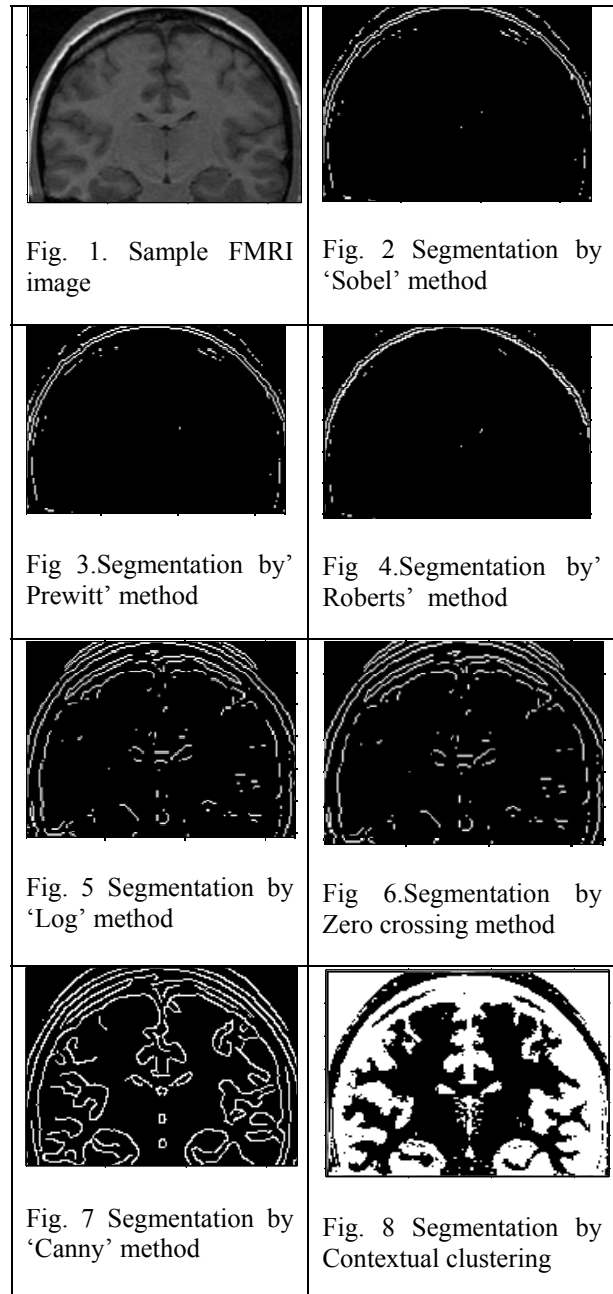 Fig. 1. Sample FMRI
image
Fig. 2 Segmentation by
‘Sobel’ method
Fig 3.Segmentation by’
Prewitt’ method
Fig 4.Segmentation by’
Roberts’ method
Fig. 5 Segmentation by
‘Log’ method
Fig 6.Segmentation by
Zero crossing method
Fig. 7 Segmentation by
‘Canny’ method
Fig. 8 Segmentation by
Contextual clustering